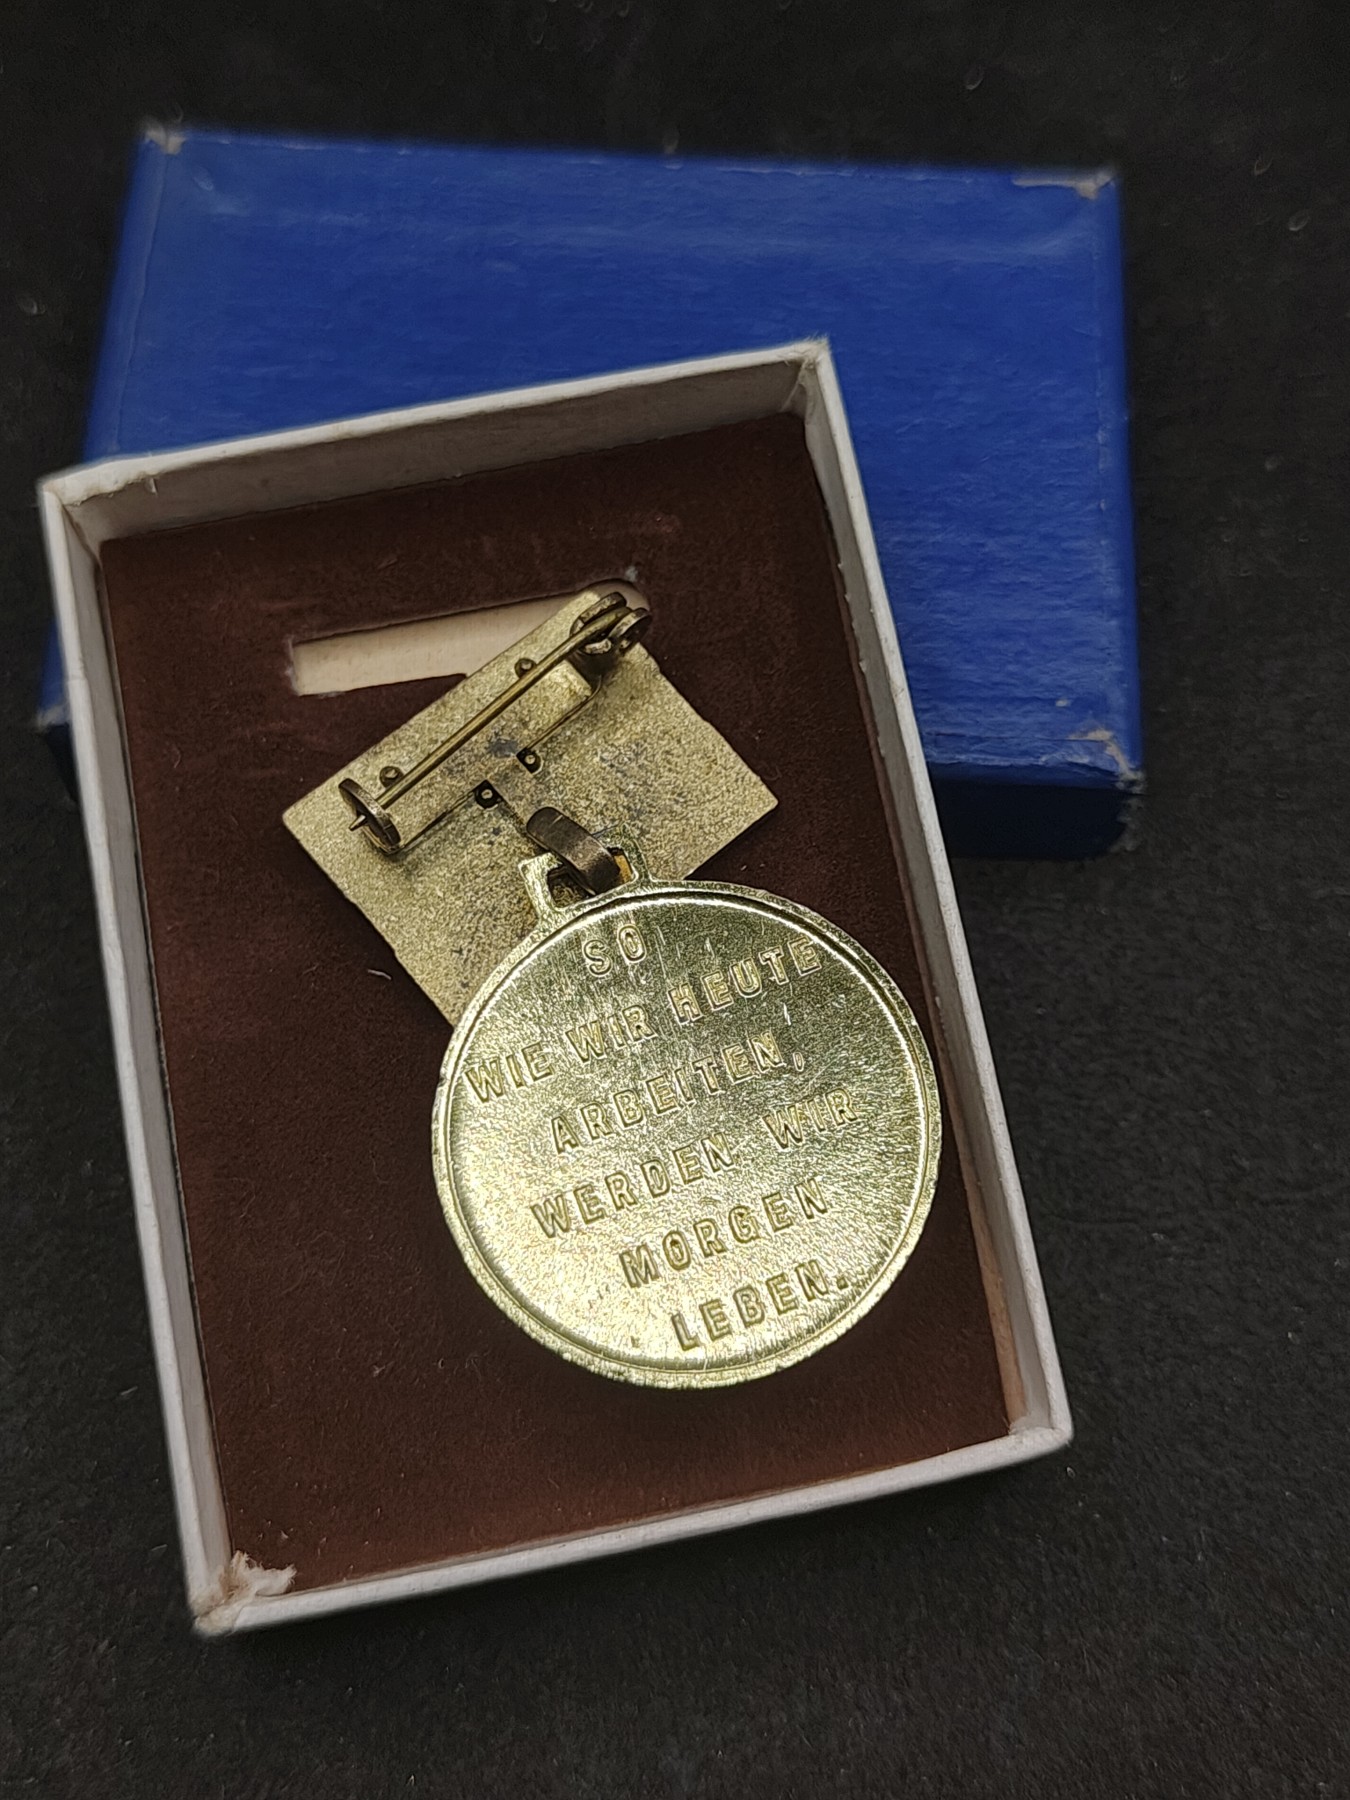 SO
WIE WIR HEUTE
ARBEITEN,
WERDEN WIR
MORGEN
LEBEN.